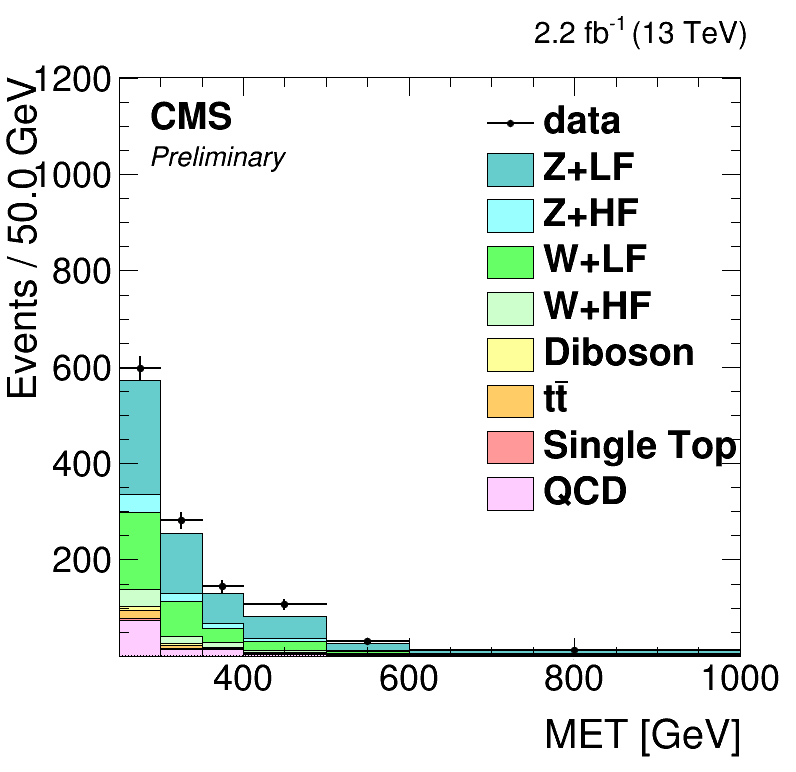 2.2 fb⁻¹ (13 TeV)
Events / 50.0 GeV
1200
1000
800
600
400
200
CMS
Preliminary
data
Z+LF
Z+HF
W+LF
W+HF
Diboson
tt̄
Single Top
QCD
400 600 800 1000
MET [GeV]